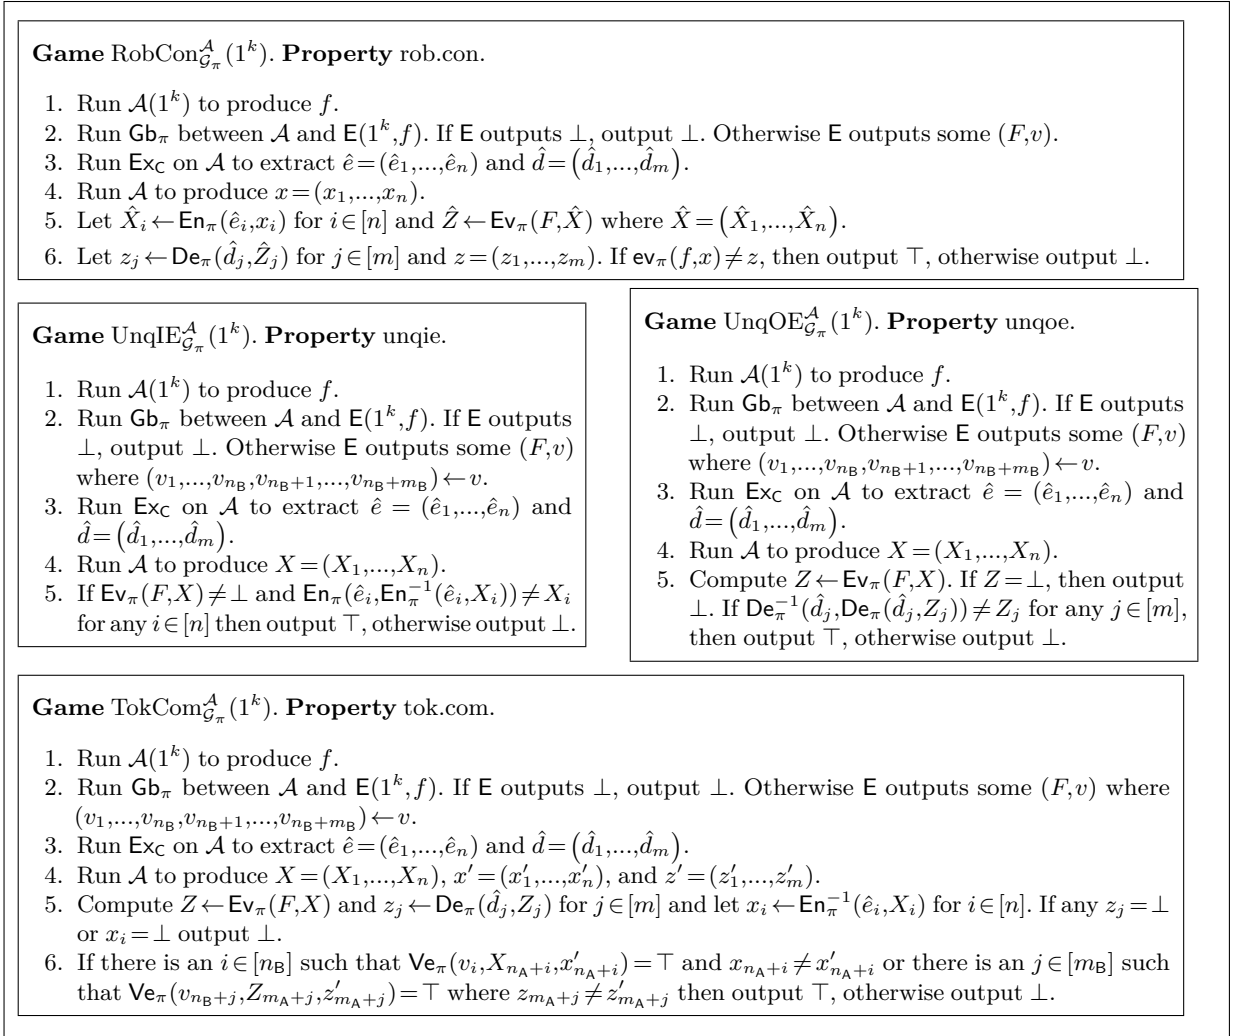 Game RobCon^A_{G_π}(1^k). Property rob.con.
1. Run A(1^k) to produce f.
2. Run Gb_π between A and E(1^k,f). If E outputs ⊥, output ⊥. Otherwise E outputs some (F,v).
3. Run Ex_C on A to extract ê=(ê_1,...,ê_n) and d̂=(d̂_1,...,d̂_m).
4. Run A to produce x=(x_1,...,x_n).
5. Let X̂_i←En_π(ê_i,x_i) for i∈[n] and Ẑ←Ev_π(F,X̂) where X̂=(X̂_1,...,X̂_n).
6. Let z_j←De_π(d̂_j,Ẑ_j) for j∈[m] and z=(z_1,...,z_m). If ev_π(f,x)≠z, then output ⊤, otherwise output ⊥.
Game UnqIE^A_{G_π}(1^k). Property unqie.
1. Run A(1^k) to produce f.
2. Run Gb_π between A and E(1^k,f). If E outputs
⊥, output ⊥. Otherwise E outputs some (F,v)
where (v_1,...,v_{n_B},v_{n_B+1},...,v_{n_B+m_B})←v.
3. Run Ex_C on A to extract ê=(ê_1,...,ê_n) and
d̂=(d̂_1,...,d̂_m).
4. Run A to produce X=(X_1,...,X_n).
5. If Ev_π(F,X)≠⊥ and En_π(ê_i,En_π^{-1}(ê_i,X_i))≠X_i
for any i∈[n] then output ⊤, otherwise output ⊥.
Game UnqOE^A_{G_π}(1^k). Property unqoe.
1. Run A(1^k) to produce f.
2. Run Gb_π between A and E(1^k,f). If E outputs
⊥, output ⊥. Otherwise E outputs some (F,v)
where (v_1,...,v_{n_B},v_{n_B+1},...,v_{n_B+m_B})←v.
3. Run Ex_C on A to extract ê = (ê_1,...,ê_n) and
d̂=(d̂_1,...,d̂_m).
4. Run A to produce X=(X_1,...,X_n).
5. Compute Z←Ev_π(F,X). If Z=⊥, then output
⊥. If De_π^{-1}(d̂_j,De_π(d̂_j,Z_j))≠Z_j for any j∈[m],
then output ⊤, otherwise output ⊥.
Game TokCom^A_{G_π}(1^k). Property tok.com.
1. Run A(1^k) to produce f.
2. Run Gb_π between A and E(1^k,f). If E outputs ⊥, output ⊥. Otherwise E outputs some (F,v) where
(v_1,...,v_{n_B},v_{n_B+1},...,v_{n_B+m_B})←v.
3. Run Ex_C on A to extract ê=(ê_1,...,ê_n) and d̂=(d̂_1,...,d̂_m).
4. Run A to produce X=(X_1,...,X_n), x′=(x′_1,...,x′_n), and z′=(z′_1,...,z′_m).
5. Compute Z←Ev_π(F,X) and z_j←De_π(d̂_j,Z_j) for j∈[m] and let x_i←En_π^{-1}(ê_i,X_i) for i∈[n]. If any z_j=⊥
or x_i=⊥ output ⊥.
6. If there is an i∈[n_B] such that Ve_π(v_i,X_{n_A+i},x′_{n_A+i})=⊤ and x_{n_A+i}≠x′_{n_A+i} or there is an j∈[m_B] such
that Ve_π(v_{n_B+j},Z_{m_A+j},z′_{m_A+j})=⊤ where z_{m_A+j}≠z′_{m_A+j} then output ⊤, otherwise output ⊥.